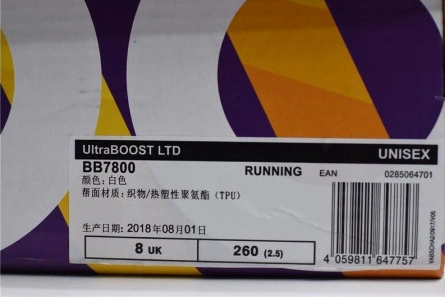 UltraBOOST LTD UNISEX
BB7800 RUNNING EAN 0285064701
颜色：白色
帮面材质：织物/热塑性聚氨酯（TPU）
生产日期：2018年08月01日
8 UK 260 (2.5)
4 059811 647757